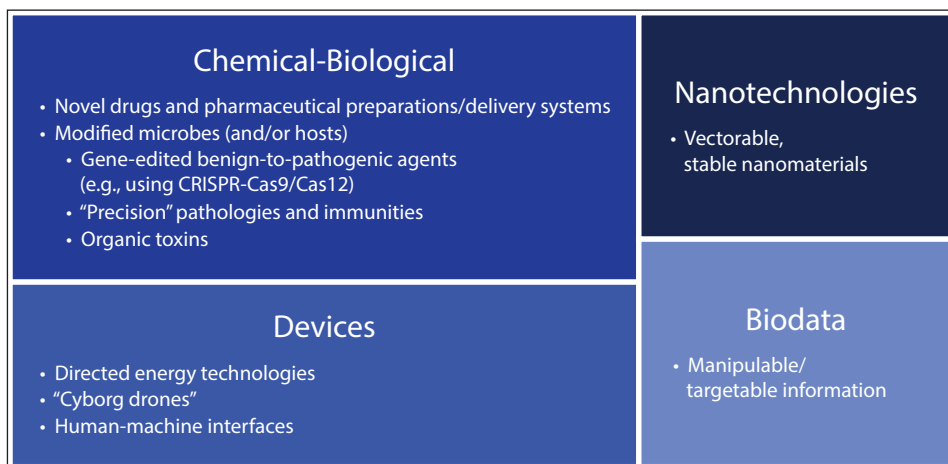 Chemical-Biological
• Novel drugs and pharmaceutical preparations/delivery systems
• Modified microbes (and/or hosts)
• Gene-edited benign-to-pathogenic agents
(e.g., using CRISPR-Cas9/Cas12)
• “Precision” pathologies and immunities
• Organic toxins
Nanotechnologies
• Vectorable,
stable nanomaterials
Devices
• Directed energy technologies
• “Cyborg drones”
• Human-machine interfaces
Biodata
• Manipulable/
targetable information